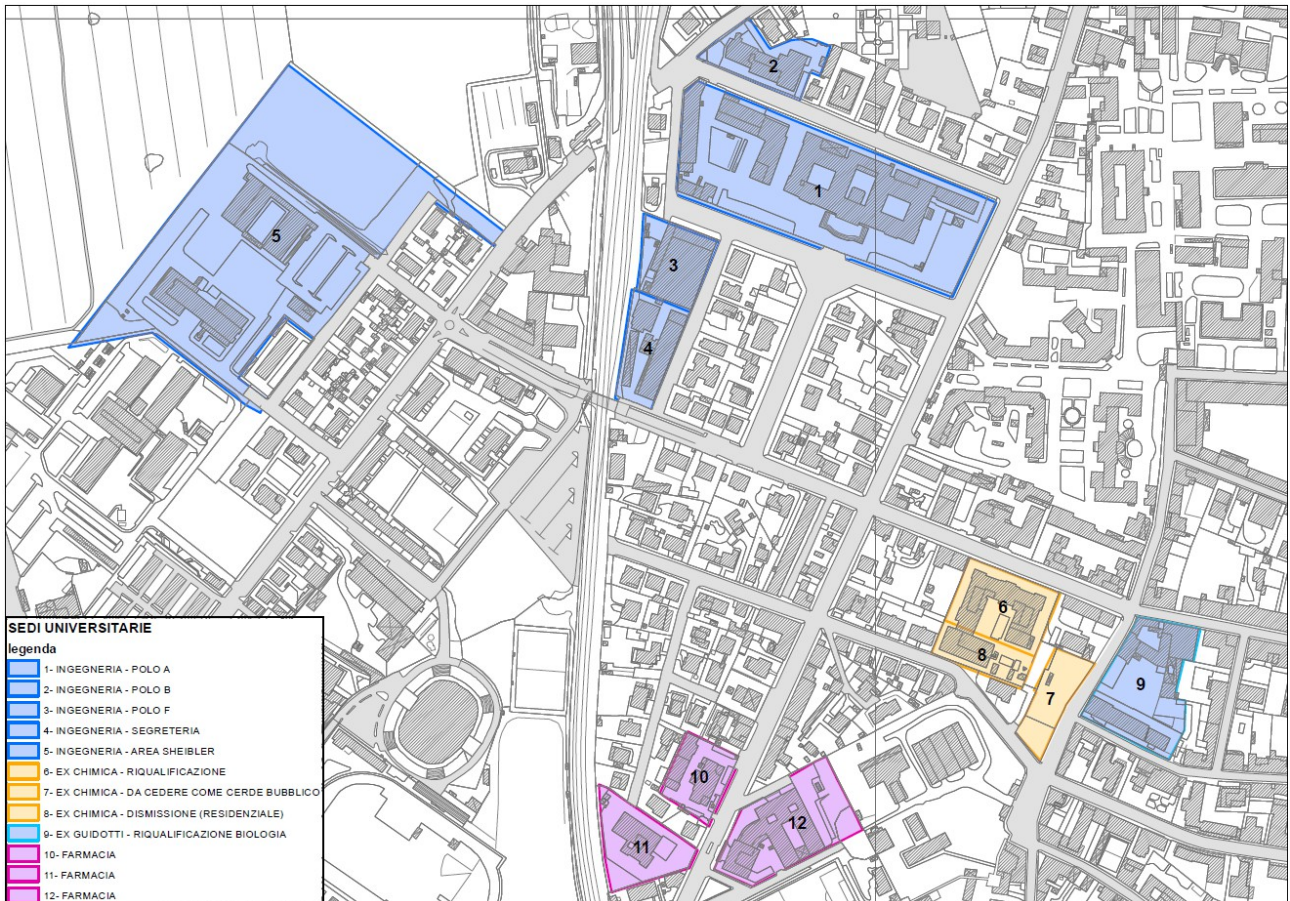 2
1
5
3
4
6
8
9
7
10
12
11
SEDI UNIVERSITARIE
legenda
1- INGEGNERIA - POLO A
2- INGEGNERIA - POLO B
3- INGEGNERIA - POLO F
4- INGEGNERIA - SEGRETERIA
5- INGEGNERIA - AREA SHEIBLER
6- EX CHIMICA - RIQUALIFICAZIONE
7- EX CHIMICA - DA CEDERE COME CERDE BUBBLICO
8- EX CHIMICA - DISMISSIONE (RESIDENZIALE)
9- EX GUIDOTTI - RIQUALIFICAZIONE BIOLOGIA
10- FARMACIA
11- FARMACIA
12- FARMACIA